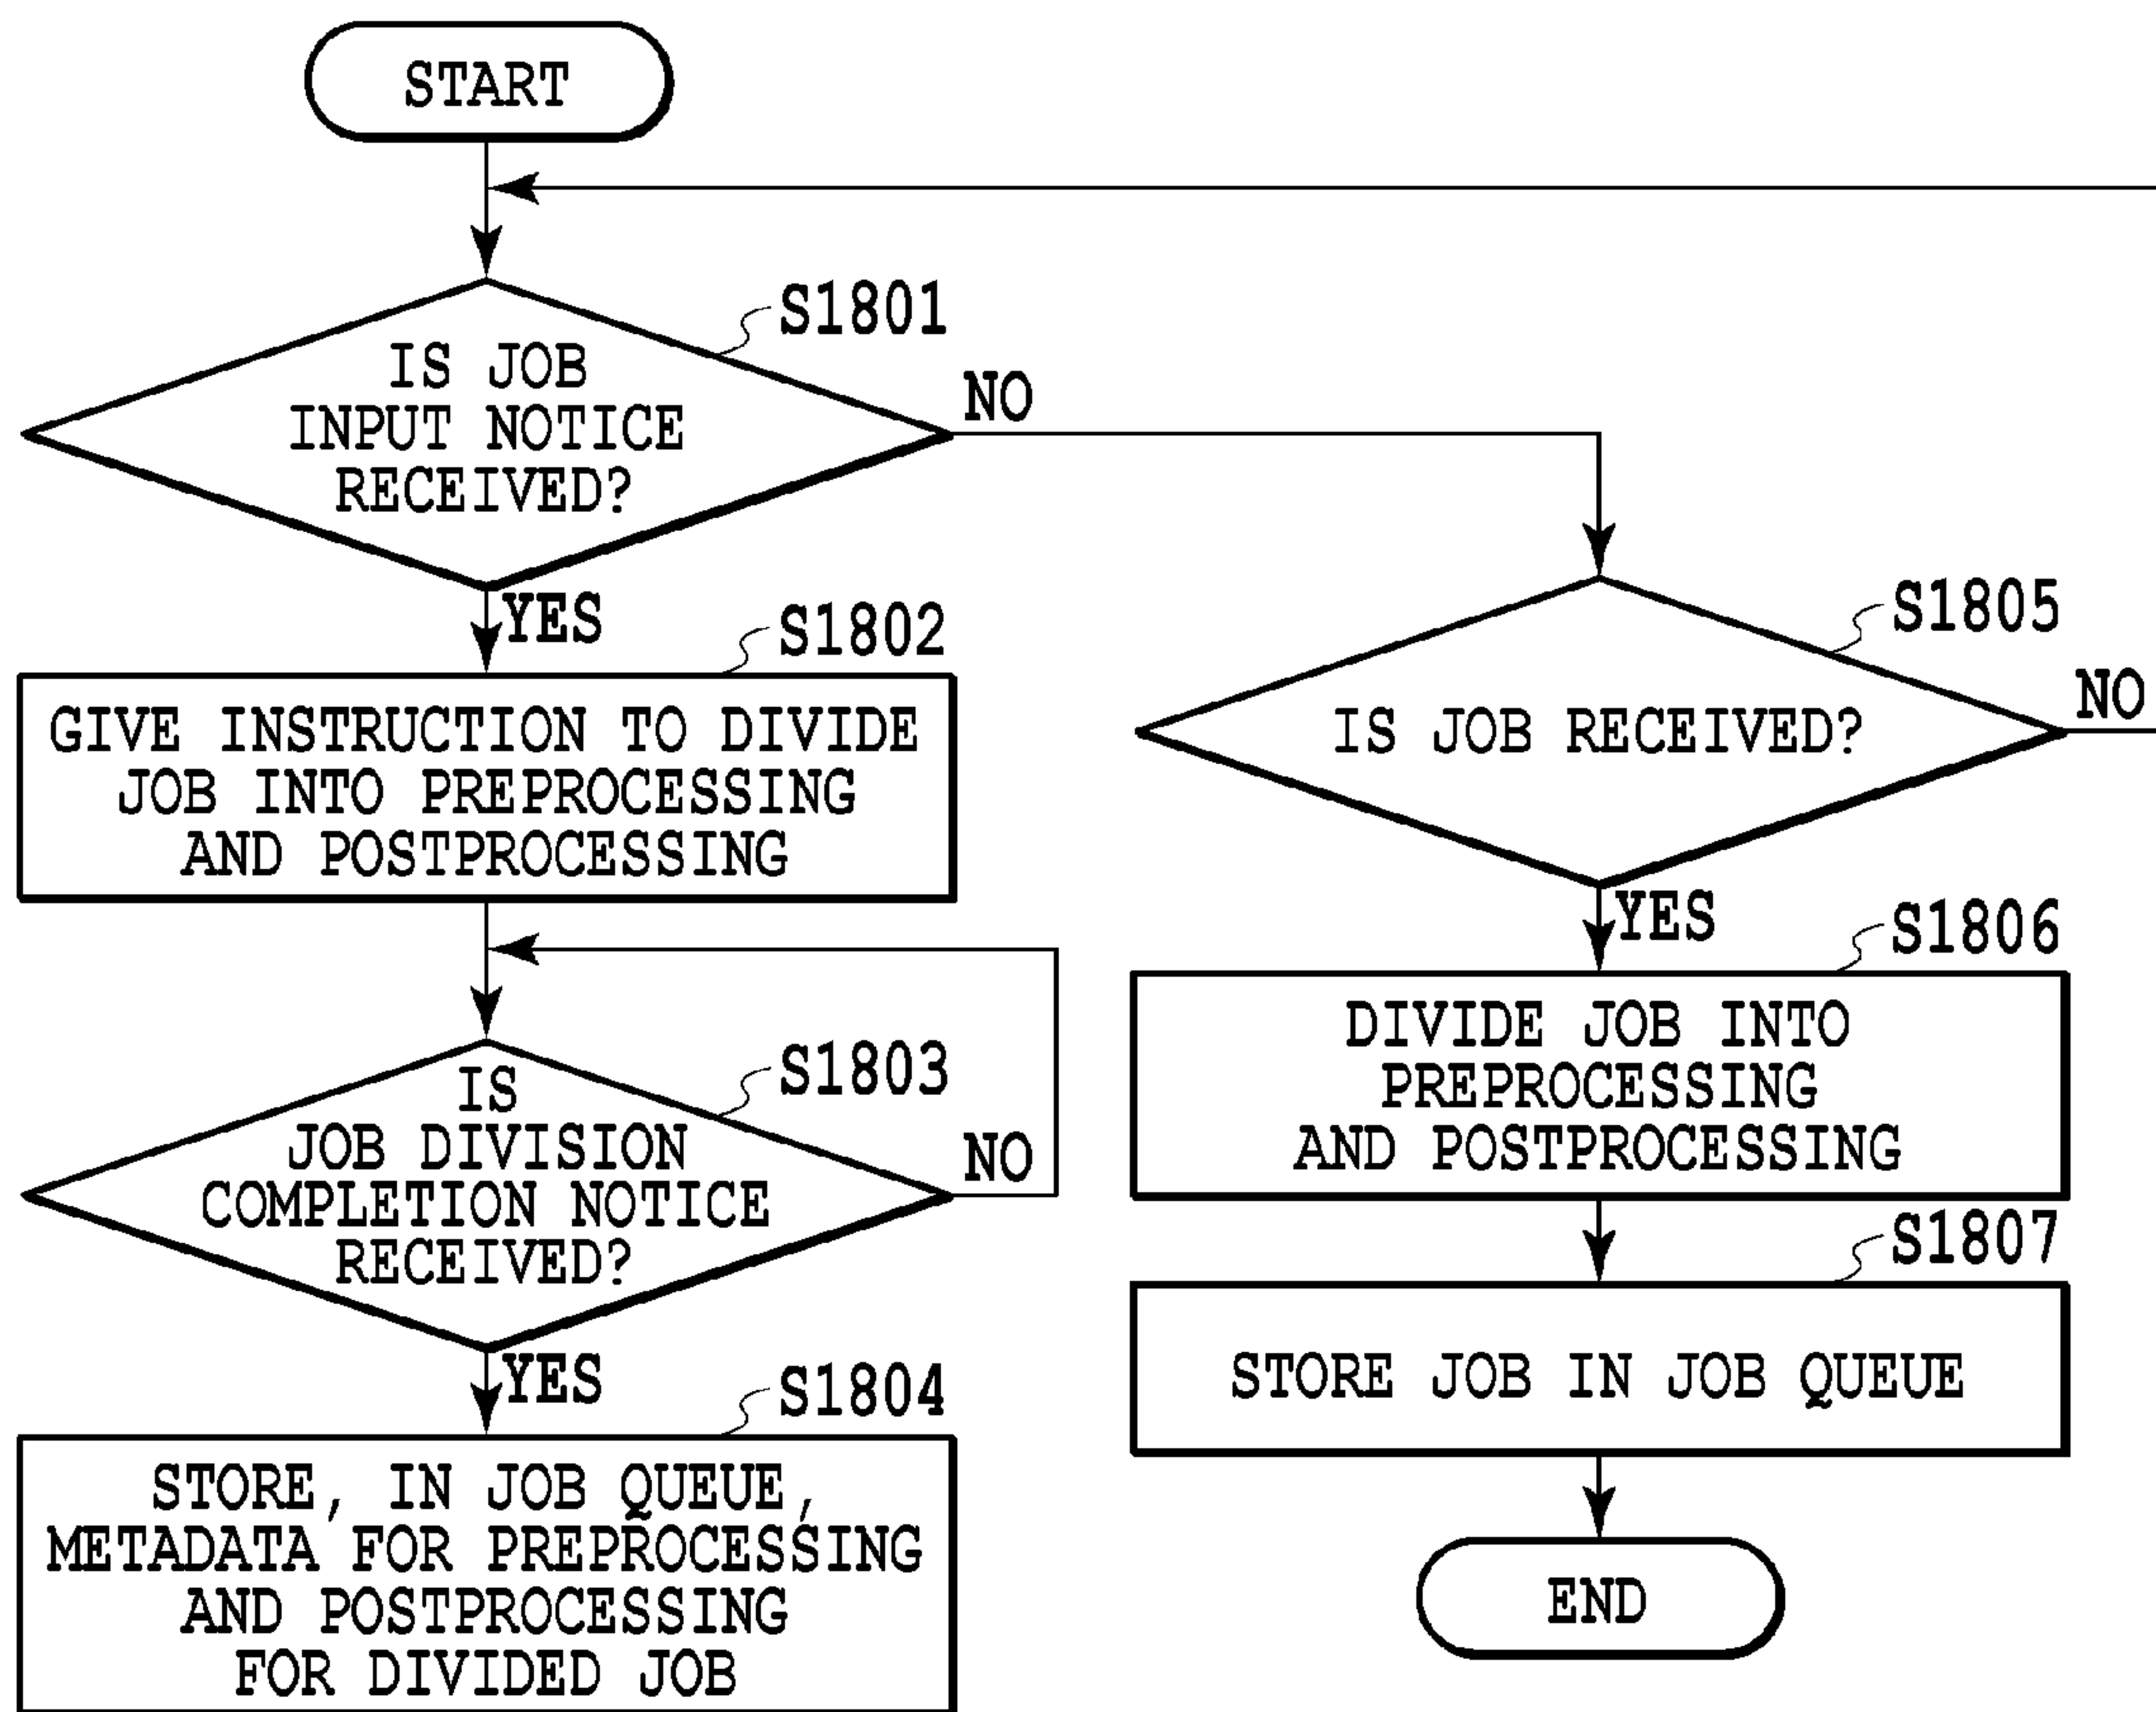 START
S1801
IS JOB
INPUT NOTICE
RECEIVED?
NO
YES
S1802
GIVE INSTRUCTION TO DIVIDE
JOB INTO PREPROCESSING
AND POSTPROCESSING
S1803
IS
JOB DIVISION
COMPLETION NOTICE
RECEIVED?
NO
YES
S1804
STORE, IN JOB QUEUE,
METADATA FOR PREPROCESSING
AND POSTPROCESSING
FOR DIVIDED JOB
S1805
IS JOB RECEIVED?
NO
YES
S1806
DIVIDE JOB INTO
PREPROCESSING
AND POSTPROCESSING
S1807
STORE JOB IN JOB QUEUE
END